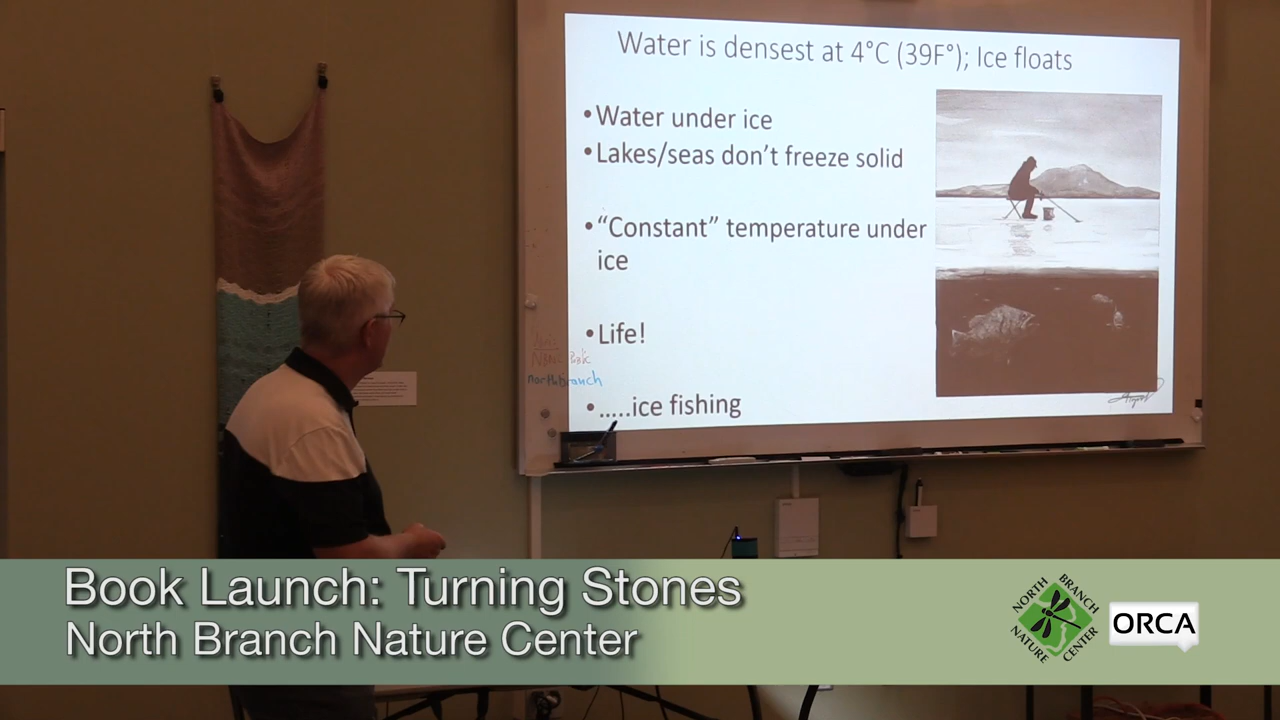 Water is densest at 4°C (39F°); Ice floats
•Water under ice
•Lakes/seas don’t freeze solid
•“Constant” temperature under
ice
•Life!
•…..ice fishing
northbranch
Book Launch: Turning Stones
North Branch Nature Center
NORTH BRANCH
NATURE CENTER
ORCA